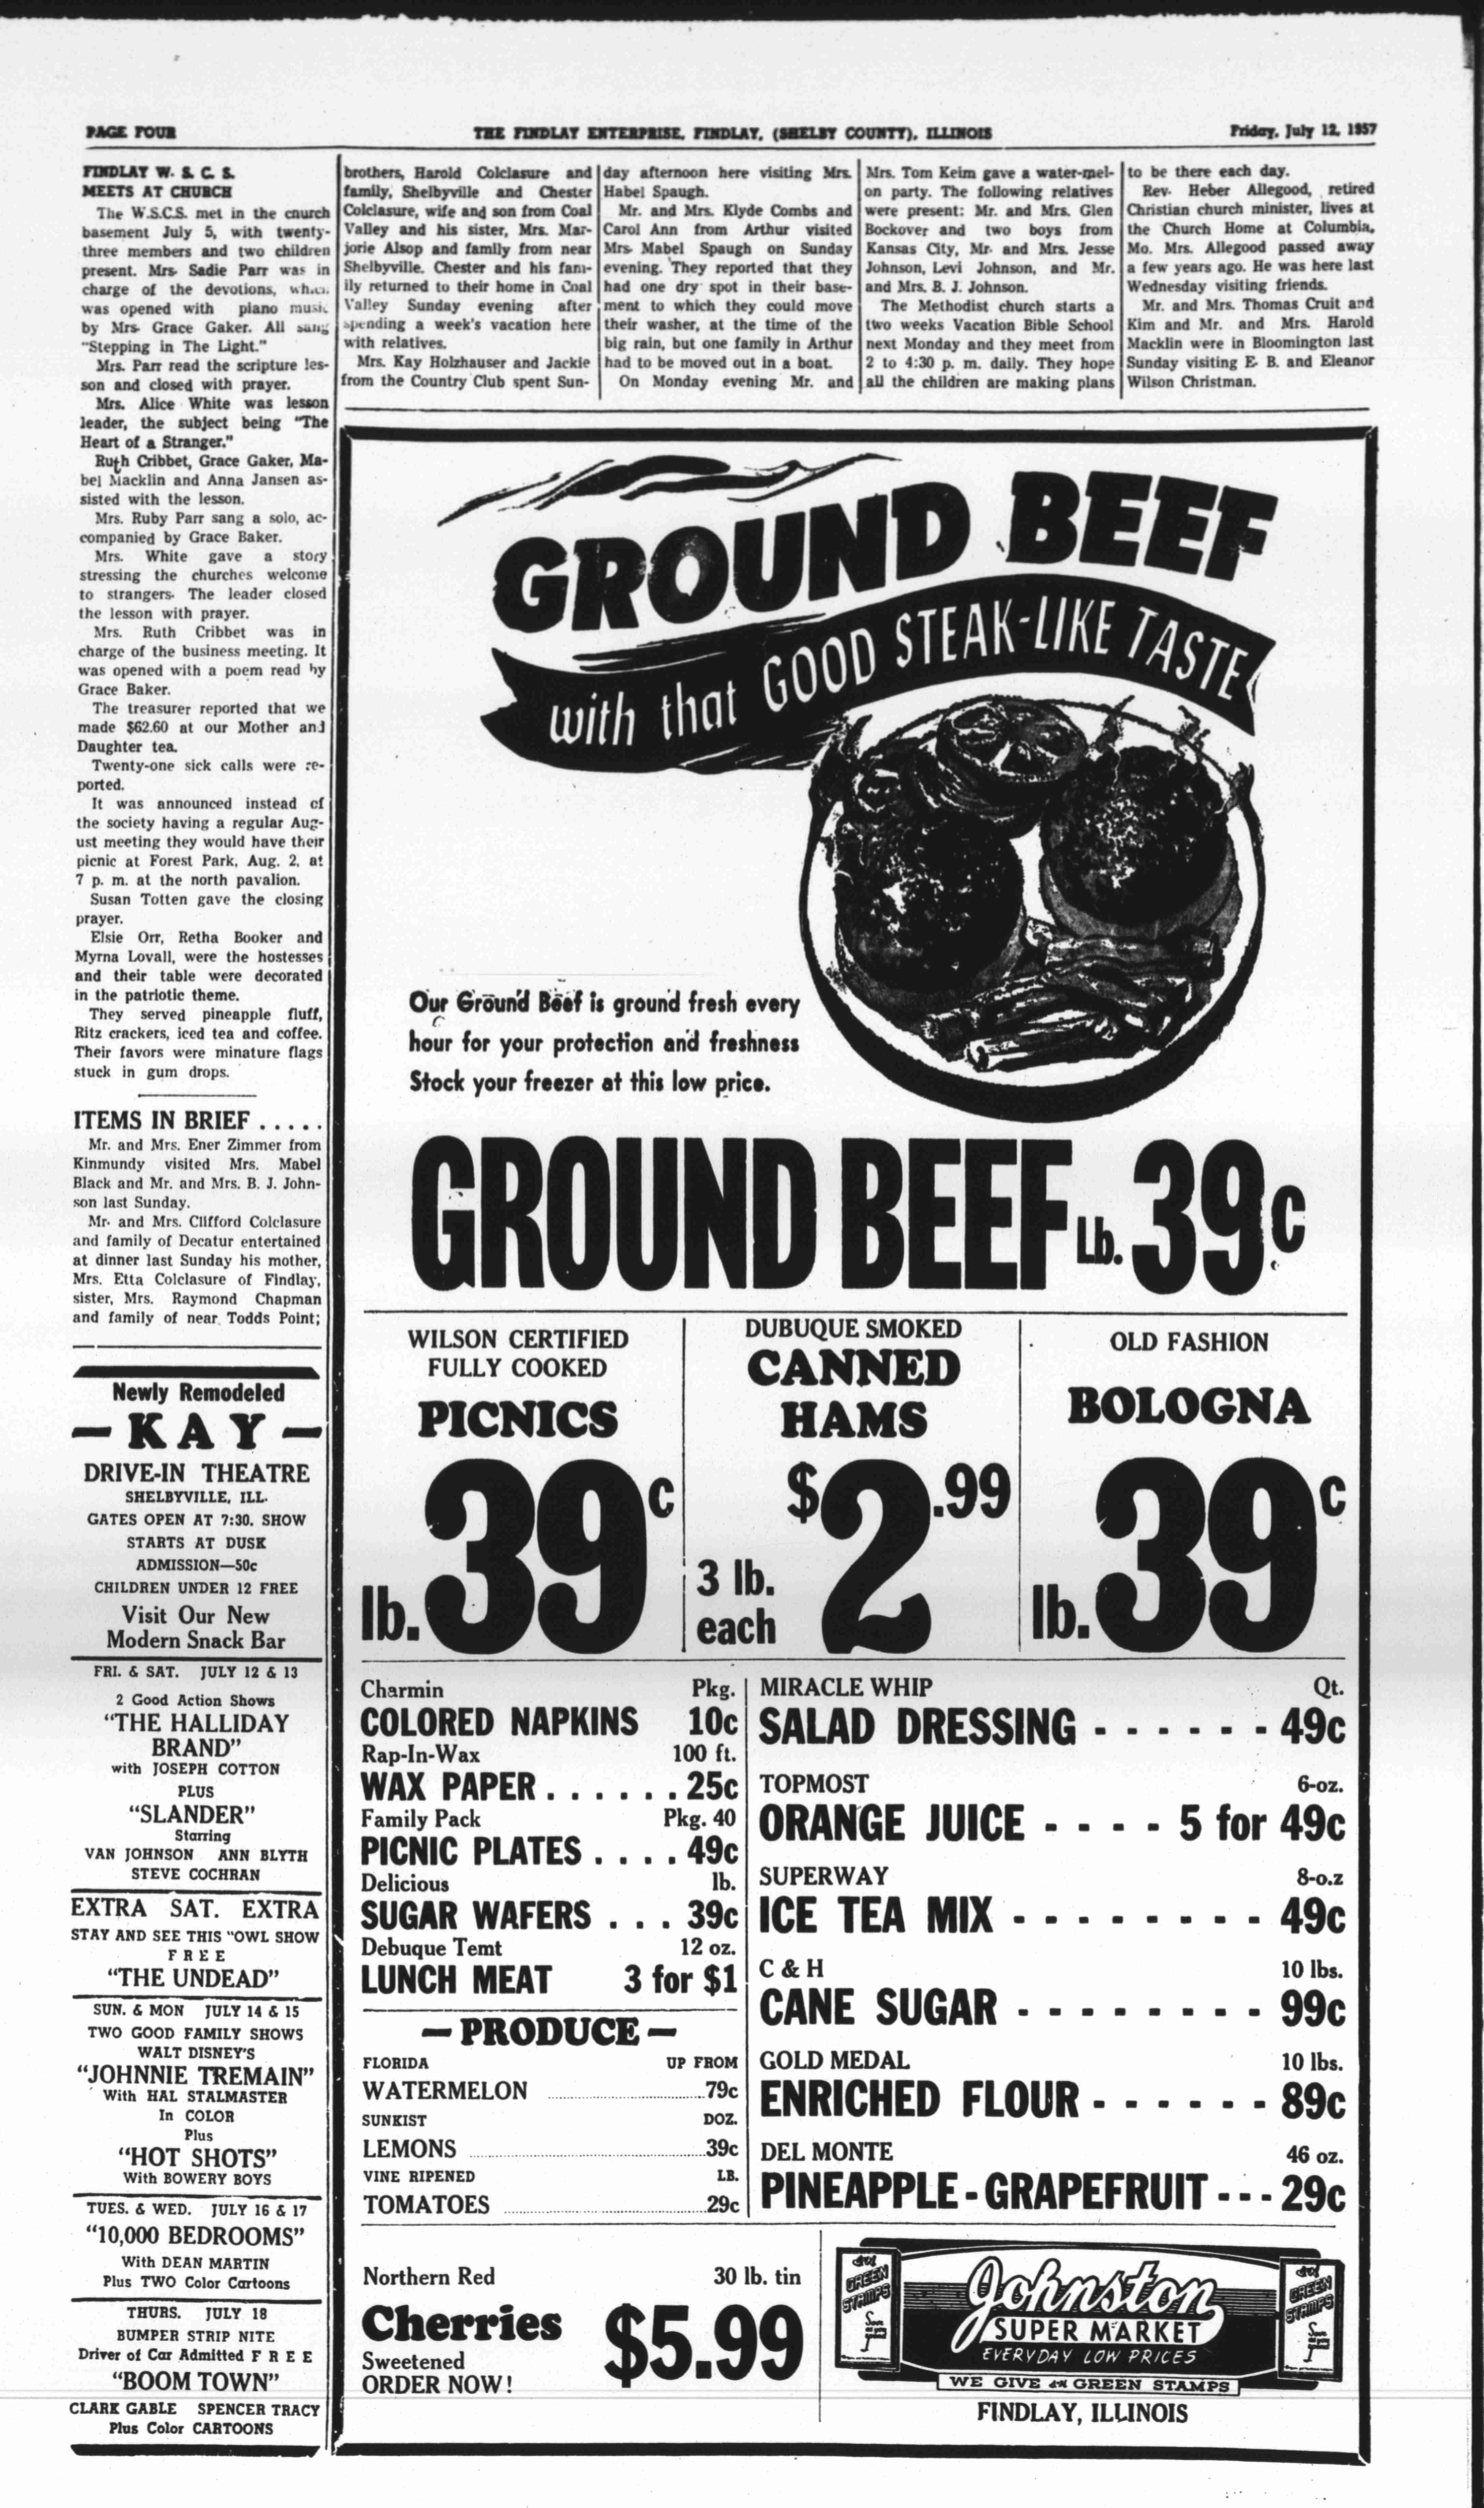 PAGE FOUR
THE FINDLAY ENTERPRISE, FINDLAY, (SHELBY COUNTY), ILLINOIS
Friday, July 12, 1957
FINDLAY W. S. C. S.
MEETS AT CHURCH
The W.S.C.S. met in the church
basement July 5, with twenty-
three members and two children
present. Mrs. Sadie Parr was in
charge of the devotions, which
was opened with piano music
by Mrs. Grace Gaker. All sang
"Stepping in The Light."
Mrs. Parr read the scripture les-
son and closed with prayer.
Mrs. Alice White was lesson
leader, the subject being "The
Heart of a Stranger."
Ruth Cribbet, Grace Gaker, Ma-
bel Macklin and Anna Jansen as-
sisted with the lesson.
Mrs. Ruby Parr sang a solo, ac-
companied by Grace Baker.
Mrs. White gave a story
stressing the churches welcome
to strangers. The leader closed
the lesson with prayer.
Mrs. Ruth Cribbet was in
charge of the business meeting. It
was opened with a poem read by
Grace Baker.
The treasurer reported that we
made $62.60 at our Mother and
Daughter tea.
Twenty-one sick calls were re-
ported.
It was announced instead of
the society having a regular Aug-
ust meeting they would have their
picnic at Forest Park, Aug. 2, at
7 p. m. at the north pavalion.
Susan Totten gave the closing
prayer.
Elsie Orr, Retha Booker and
Myrna Lovall, were the hostesses
and their table were decorated
in the patriotic theme.
They served pineapple fluff,
Ritz crackers, iced tea and coffee.
Their favors were minature flags
stuck in gum drops.
ITEMS IN BRIEF . . . . .
Mr. and Mrs. Ener Zimmer from
Kinmundy visited Mrs. Mabel
Black and Mr. and Mrs. B. J. John-
son last Sunday.
Mr. and Mrs. Clifford Colclasure
and family of Decatur entertained
at dinner last Sunday his mother,
Mrs. Etta Colclasure of Findlay,
sister, Mrs. Raymond Chapman
and family of near Todds Point;
brothers, Harold Colclasure and
family, Shelbyville and Chester
Colclasure, wife and son from Coal
Valley and his sister, Mrs. Mar-
jorie Alsop and family from near
Shelbyville. Chester and his fam-
ily returned to their home in Coal
Valley Sunday evening after
spending a week's vacation here
with relatives.
Mrs. Kay Holzhauser and Jackie
from the Country Club spent Sun-
day afternoon here visiting Mrs.
Habel Spaugh.
Mr. and Mrs. Klyde Combs and
Carol Ann from Arthur visited
Mrs. Mabel Spaugh on Sunday
evening. They reported that they
had one dry spot in their base-
ment to which they could move
their washer, at the time of the
big rain, but one family in Arthur
had to be moved out in a boat.
On Monday evening Mr. and
Mrs. Tom Keim gave a water-mel-
on party. The following relatives
were present: Mr. and Mrs. Glen
Bockover and two boys from
Kansas City, Mr. and Mrs. Jesse
Johnson, Levi Johnson, and Mr.
and Mrs. B. J. Johnson.
The Methodist church starts a
two weeks Vacation Bible School
next Monday and they meet from
2 to 4:30 p. m. daily. They hope
all the children are making plans
to be there each day.
Rev. Heber Allegood, retired
Christian church minister, lives at
the Church Home at Columbia,
Mo. Mrs. Allegood passed away
a few years ago. He was here last
Wednesday visiting friends.
Mr. and Mrs. Thomas Cruit and
Kim and Mr. and Mrs. Harold
Macklin were in Bloomington last
Sunday visiting E. B. and Eleanor
Wilson Christman.
Newly Remodeled
— KAY —
DRIVE-IN THEATRE
SHELBYVILLE, ILL.
GATES OPEN AT 7:30. SHOW
STARTS AT DUSK
ADMISSION—50c
CHILDREN UNDER 12 FREE
Visit Our New
Modern Snack Bar
FRI. & SAT. JULY 12 & 13
2 Good Action Shows
"THE HALLIDAY
BRAND"
with JOSEPH COTTON
PLUS
"SLANDER"
Starring
VAN JOHNSON ANN BLYTH
STEVE COCHRAN
EXTRA SAT. EXTRA
STAY AND SEE THIS "OWL SHOW
F R E E
"THE UNDEAD"
SUN. & MON JULY 14 & 15
TWO GOOD FAMILY SHOWS
WALT DISNEY'S
"JOHNNIE TREMAIN"
With HAL STALMASTER
In COLOR
Plus
"HOT SHOTS"
With BOWERY BOYS
TUES. & WED. JULY 16 & 17
"10,000 BEDROOMS"
With DEAN MARTIN
Plus TWO Color Cartoons
THURS. JULY 18
BUMPER STRIP NITE
Driver of Car Admitted F R E E
"BOOM TOWN"
CLARK GABLE SPENCER TRACY
Plus Color CARTOONS
GROUND BEEF
with that GOOD STEAK-LIKE TASTE
Our Ground Beef is ground fresh every
hour for your protection and freshness
Stock your freezer at this low price.
GROUND BEEF Lb. 39c
WILSON CERTIFIED
FULLY COOKED
PICNICS
lb. 39c
DUBUQUE SMOKED
CANNED
HAMS
3 lb.
each
$2.99
OLD FASHION
BOLOGNA
lb. 39c
Charmin Pkg.
COLORED NAPKINS 10c
Rap-In-Wax 100 ft.
WAX PAPER . . . . . . 25c
Family Pack Pkg. 40
PICNIC PLATES . . . . 49c
Delicious lb.
SUGAR WAFERS . . . 39c
Debuque Temt 12 oz.
LUNCH MEAT 3 for $1
— PRODUCE —
FLORIDA UP FROM
WATERMELON 79c
SUNKIST DOZ.
LEMONS 39c
VINE RIPENED LB.
TOMATOES 29c
MIRACLE WHIP Qt.
SALAD DRESSING - - - - - - 49c
TOPMOST 6-oz.
ORANGE JUICE - - - - 5 for 49c
SUPERWAY 8-o.z
ICE TEA MIX - - - - - - - - 49c
C & H 10 lbs.
CANE SUGAR - - - - - - - - 99c
GOLD MEDAL 10 lbs.
ENRICHED FLOUR - - - - - - 89c
DEL MONTE 46 oz.
PINEAPPLE - GRAPEFRUIT - - - 29c
Northern Red 30 lb. tin
Cherries $5.99
Sweetened
ORDER NOW!
S&H
GREEN
STAMPS
Johnston
SUPER MARKET
EVERYDAY LOW PRICES
WE GIVE S&H GREEN STAMPS
S&H
GREEN
STAMPS
FINDLAY, ILLINOIS